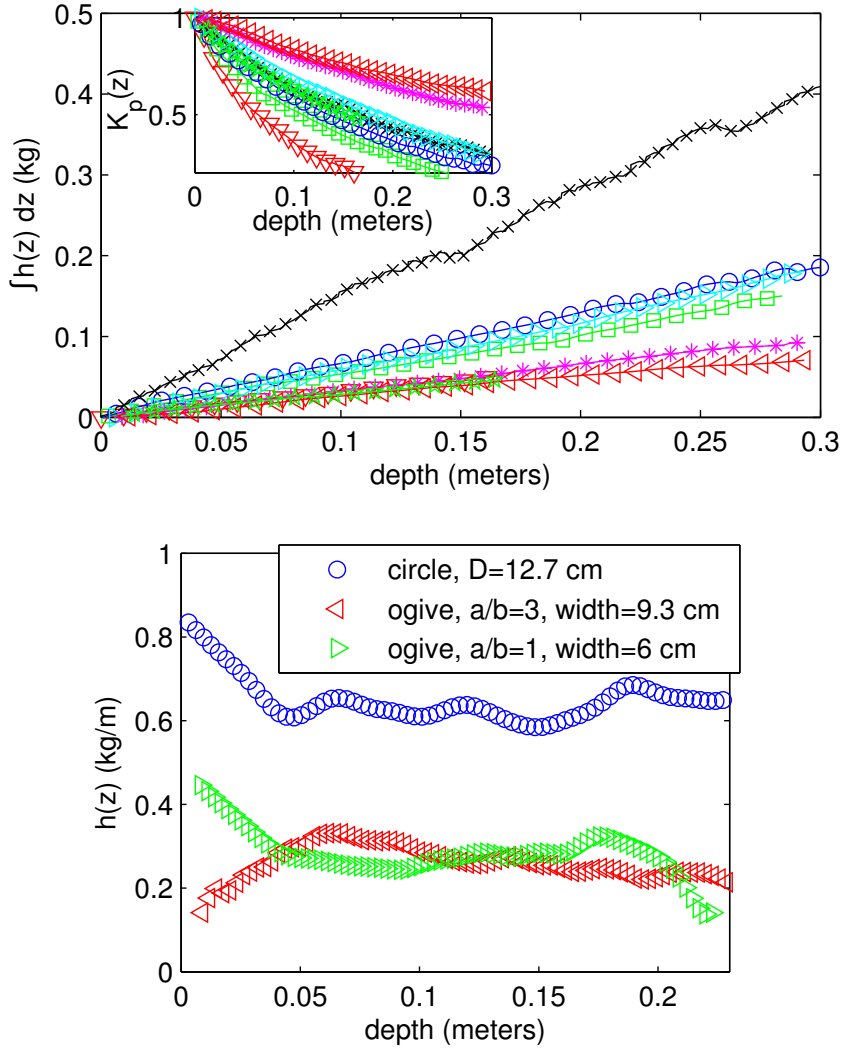 0.5
0.4
0.3
0.2
0.1
0
∫h(z) dz (kg)
1
0.5
K_p(z)
0 0.1 0.2 0.3
depth (meters)
0 0.05 0.1 0.15 0.2 0.25 0.3
depth (meters)
1
0.8
0.6
0.4
0.2
0
h(z) (kg/m)
circle, D=12.7 cm
ogive, a/b=3, width=9.3 cm
ogive, a/b=1, width=6 cm
0 0.05 0.1 0.15 0.2
depth (meters)